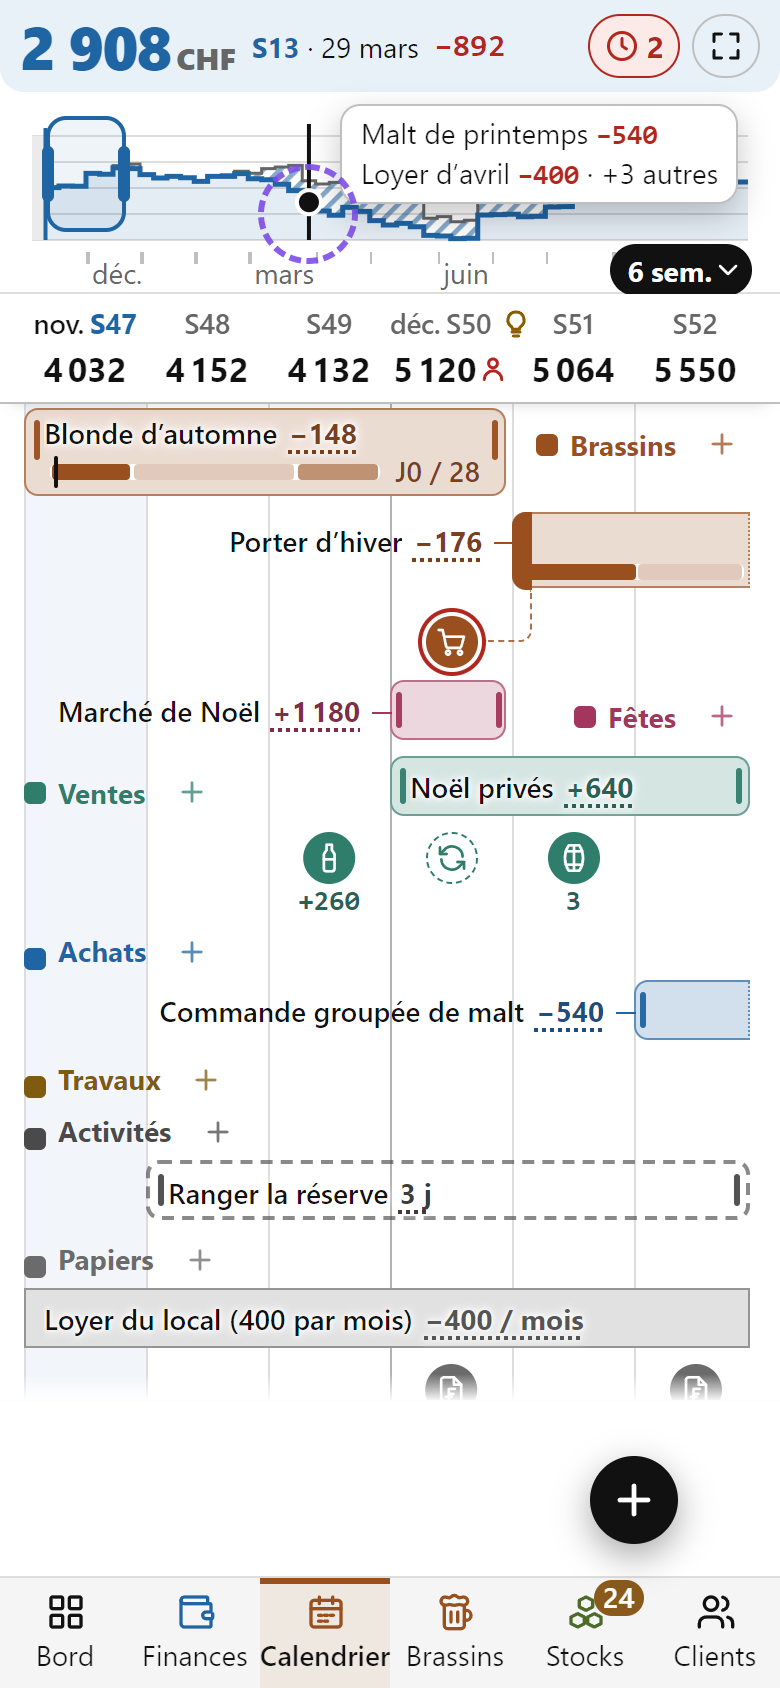 2 908 CHF S13 · 29 mars −892 2
Malt de printemps −540
Loyer d’avril −400 · +3 autres
déc. mars juin 6 sem.
nov. S47 S48 S49 déc. S50 S51 S52
4 032 4 152 4 132 5 120 5 064 5 550
Blonde d’automne −148
Brassins +
J0 / 28
Porter d’hiver −176
Marché de Noël +1 180
Fêtes +
Noël privés +640
Ventes +
+260 3
Achats +
Commande groupée de malt −540
Travaux +
Activités +
Ranger la réserve 3 j
Papiers +
Loyer du local (400 par mois) −400 / mois
+
24
Bord Finances Calendrier Brassins Stocks Clients